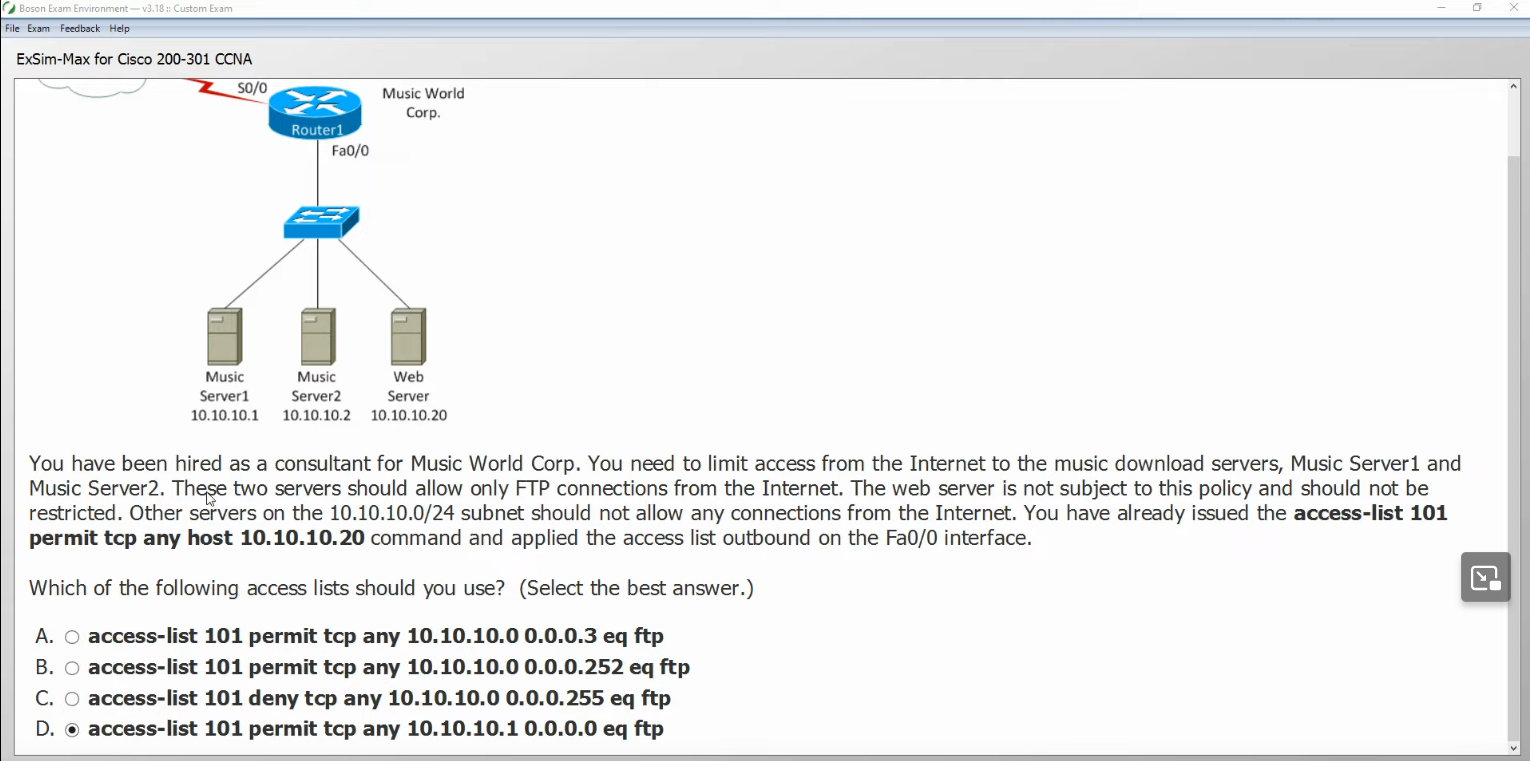 Boson Exam Environment — v3.18 :: Custom Exam
File Exam Feedback Help
ExSim-Max for Cisco 200-301 CCNA
S0/0
Music World
Corp.
Router1
Fa0/0
Music Server1 10.10.10.1
Music Server2 10.10.10.2
Web Server 10.10.10.20
You have been hired as a consultant for Music World Corp. You need to limit access from the Internet to the music download servers, Music Server1 and
Music Server2. These two servers should allow only FTP connections from the Internet. The web server is not subject to this policy and should not be
restricted. Other servers on the 10.10.10.0/24 subnet should not allow any connections from the Internet. You have already issued the access-list 101
permit tcp any host 10.10.10.20 command and applied the access list outbound on the Fa0/0 interface.
Which of the following access lists should you use? (Select the best answer.)
A. access-list 101 permit tcp any 10.10.10.0 0.0.0.3 eq ftp
B. access-list 101 permit tcp any 10.10.10.0 0.0.0.252 eq ftp
C. access-list 101 deny tcp any 10.10.10.0 0.0.0.255 eq ftp
D. access-list 101 permit tcp any 10.10.10.1 0.0.0.0 eq ftp